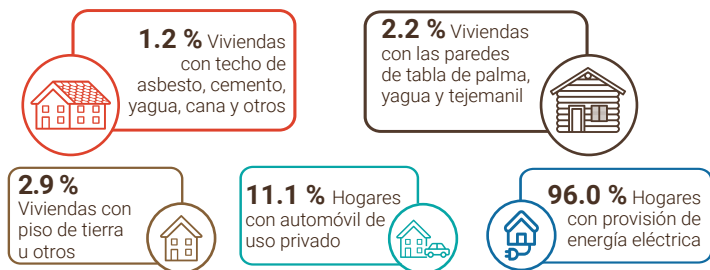 1.2 % Viviendas
con techo de
asbesto, cemento,
yagua, cana y otros
2.2 % Viviendas
con las paredes
de tabla de palma,
yagua y tejemanil
2.9 %
Viviendas con
piso de tierra
u otros
11.1 % Hogares
con automóvil de
uso privado
96.0 % Hogares
con provisión de
energía eléctrica